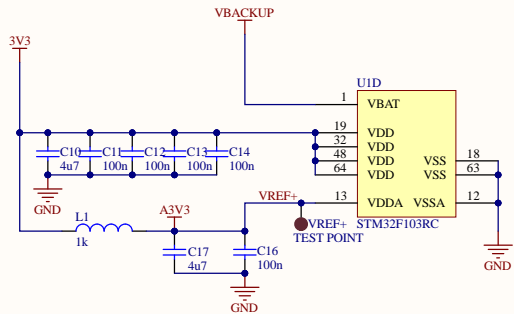 VBACKUP
3V3
U1D
1 VBAT
19 VDD
32 VDD
48 VDD VSS 18
64 VDD VSS 63
13 VDDA VSSA 12
C10 C11 C12 C13 C14
4u7 100n 100n 100n 100n
GND
L1
1k
A3V3
VREF+
VREF+
TEST POINT
STM32F103RC
C17
4u7
C16
100n
GND
GND